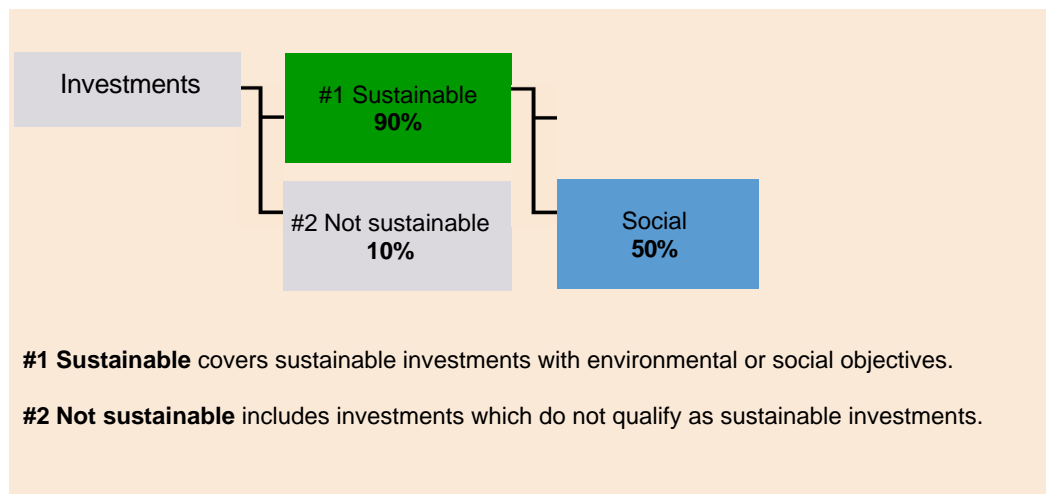 Investments
#1 Sustainable
90%
#2 Not sustainable
10%
Social
50%
#1 Sustainable covers sustainable investments with environmental or social objectives.
#2 Not sustainable includes investments which do not qualify as sustainable investments.